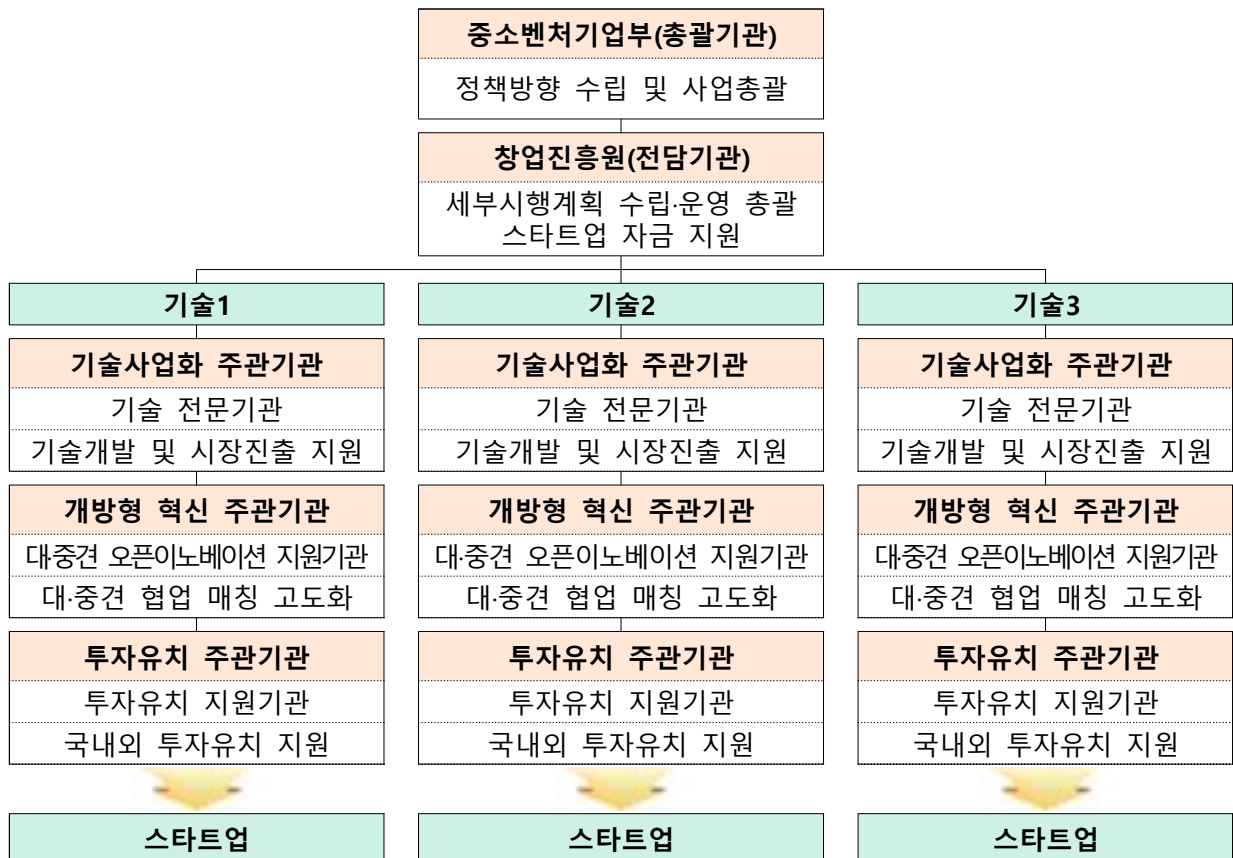 중소벤처기업부(총괄기관)
정책방향 수립 및 사업총괄
창업진흥원(전담기관)
세부시행계획 수립·운영 총괄
스타트업 자금 지원
기술1
기술사업화 주관기관
기술 전문기관
기술개발 및 시장진출 지원
개방형 혁신 주관기관
대·중견 오픈이노베이션 지원기관
대·중견 협업 매칭 고도화
투자유치 주관기관
투자유치 지원기관
국내외 투자유치 지원
스타트업
기술2
기술사업화 주관기관
기술 전문기관
기술개발 및 시장진출 지원
개방형 혁신 주관기관
대·중견 오픈이노베이션 지원기관
대·중견 협업 매칭 고도화
투자유치 주관기관
투자유치 지원기관
국내외 투자유치 지원
스타트업
기술3
기술사업화 주관기관
기술 전문기관
기술개발 및 시장진출 지원
개방형 혁신 주관기관
대·중견 오픈이노베이션 지원기관
대·중견 협업 매칭 고도화
투자유치 주관기관
투자유치 지원기관
국내외 투자유치 지원
스타트업